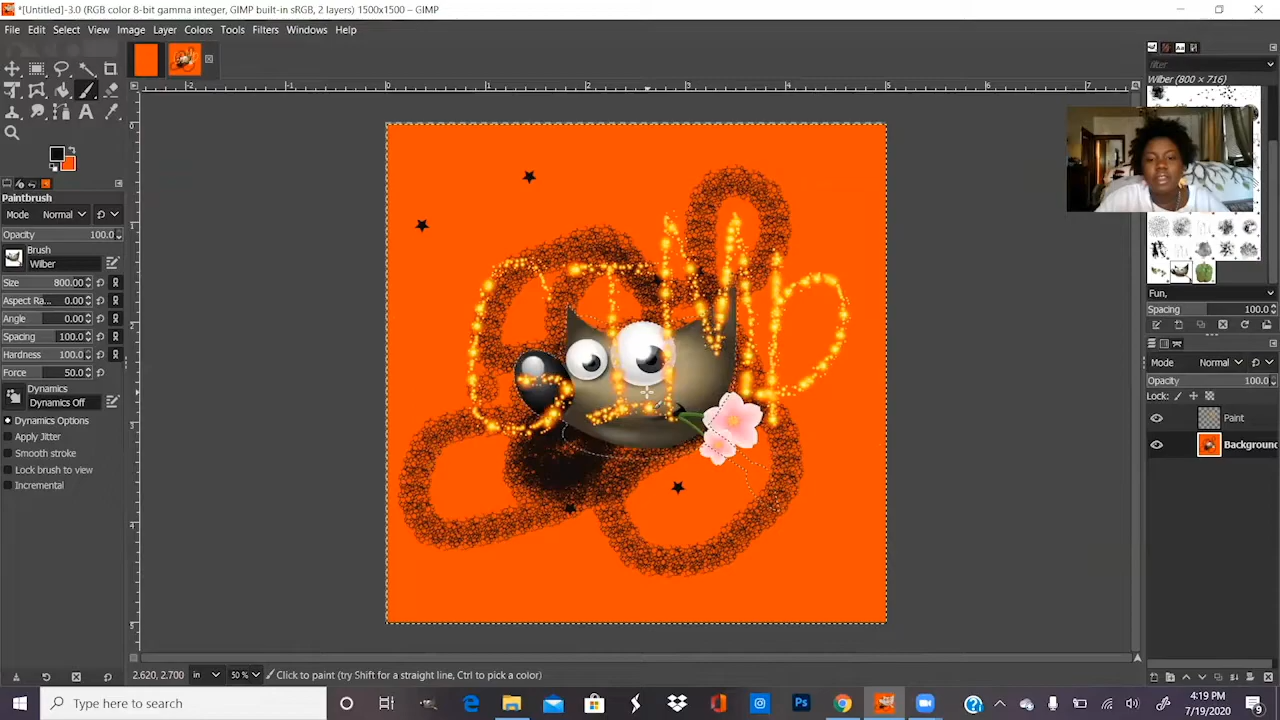 *[Untitled]-3.0 (RGB color 8-bit gamma integer, GIMP built-in sRGB, 2 layers) 1500x1500 – GIMP
File Edit Select View Image Layer Colors Tools Filters Windows Help
Paintbrush
Mode Normal
Opacity 100.0
Brush
Wilber
Size 800.00
Aspect Ra... 0.00
Angle 0.00
Spacing 100.0
Hardness 100.0
Force 50.0
Dynamics
Dynamics Off
Dynamics Options
Apply Jitter
Smooth stroke
Lock brush to view
Incremental
GIMP
filter
Wilber (800 × 716)
Fun,
Spacing 100.0
Mode Normal
Opacity 100.0
Lock:
Paint
Background
2.620, 2.700 in 50 % Click to paint (try Shift for a straight line, Ctrl to pick a color)
Type here to search
4:19 PM
7/19/2020